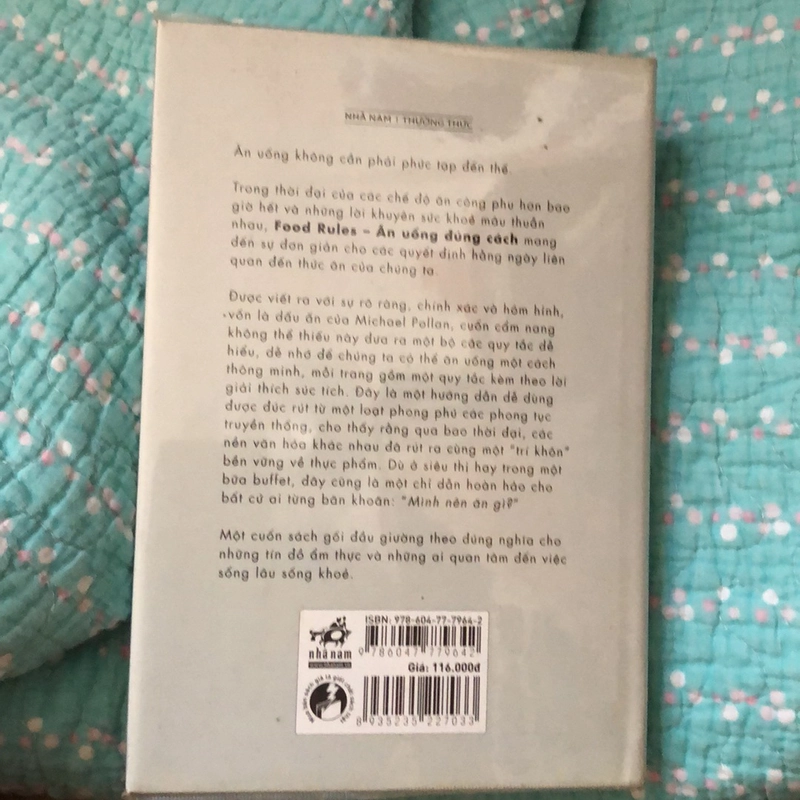 NHÃ NAM | THƯỞNG THỨC
Ăn uống không cần phải phức tạp đến thế.
Trong thời đại của các chế độ ăn công phu hơn bao
giờ hết và những lời khuyên sức khoẻ mâu thuẫn
nhau, Food Rules – Ăn uống đúng cách mang
đến sự đơn giản cho các quyết định hằng ngày liên
quan đến thức ăn của chúng ta.
Được viết ra với sự rõ ràng, chính xác và hóm hỉnh,
vốn là dấu ấn của Michael Pollan, cuốn cẩm nang
không thể thiếu này đưa ra một bộ các quy tắc dễ
hiểu, dễ nhớ để chúng ta có thể ăn uống một cách
thông minh, mỗi trang gồm một quy tắc kèm theo lời
giải thích súc tích. Đây là một hướng dẫn dễ dùng
được đúc rút từ một loạt phong phú các phong tục
truyền thống, cho thấy rằng qua bao thời đại, các
nền văn hóa khác nhau đã rút ra cùng một "trí khôn"
bền vững về thực phẩm. Dù ở siêu thị hay trong một
bữa buffet, đây cũng là một chỉ dẫn hoàn hảo cho
bất cứ ai từng băn khoăn: "Mình nên ăn gì?"
Một cuốn sách gối đầu giường theo đúng nghĩa cho
những tín đồ ẩm thực và những ai quan tâm đến việc
sống lâu sống khoẻ.
ISBN: 978-604-77-7964-2
9 786047 779642
nhã nam
Giá: 116.000đ
8 935235 227033